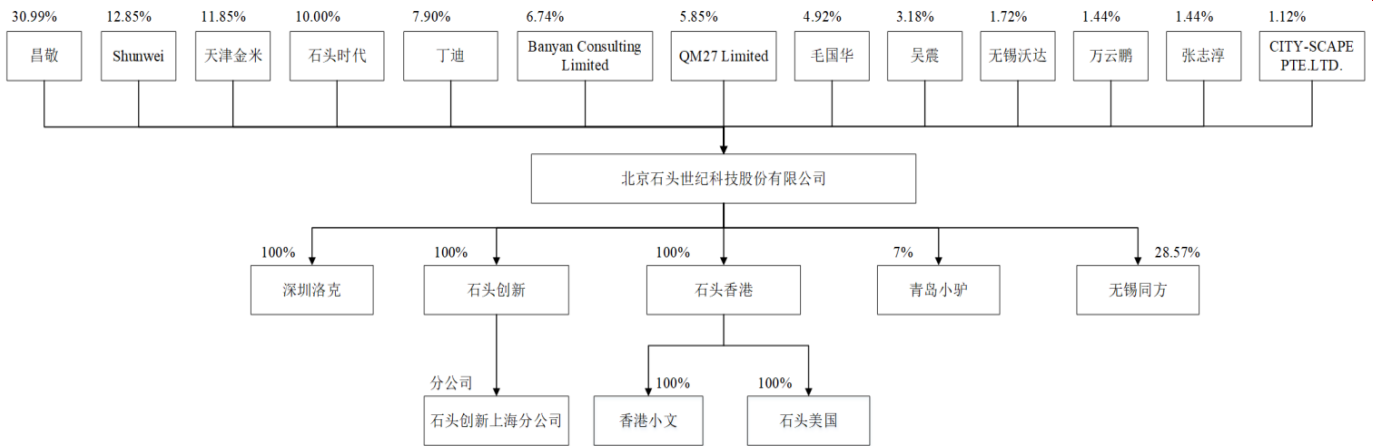 30.99% 12.85% 11.85% 10.00% 7.90% 6.74% 5.85% 4.92% 3.18% 1.72% 1.44% 1.44% 1.12%
昌敬 Shunwei 天津金米 石头时代 丁迪 Banyan Consulting Limited QM27 Limited 毛国华 吴震 无锡沃达 万云鹏 张志淳 CITY-SCAPE PTE.LTD.
北京石头世纪科技股份有限公司
100% 100% 100% 7% 28.57%
深圳洛克 石头创新 石头香港 青岛小驴 无锡同方
分公司 100% 100%
石头创新上海分公司 香港小文 石头美国